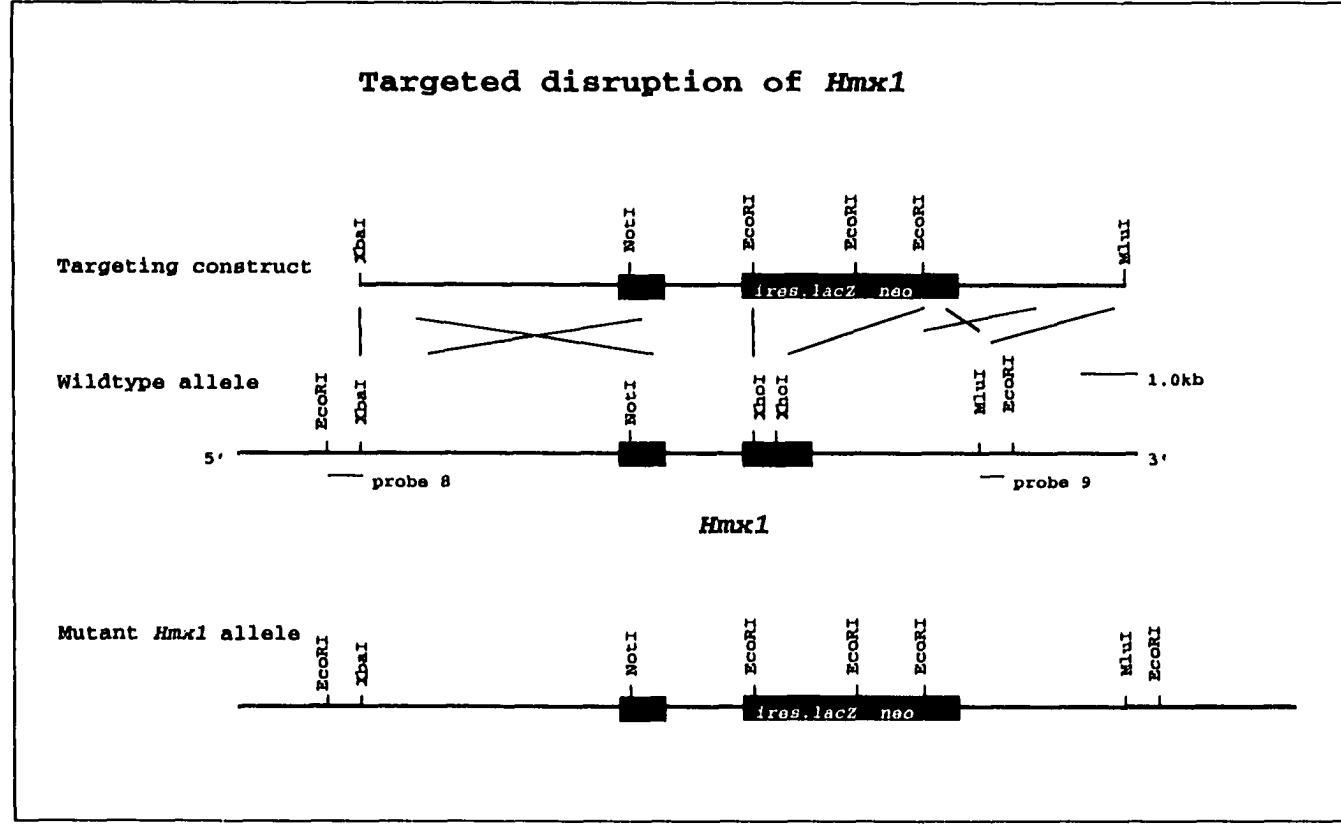 Targeted disruption of Hmx1
XbaI
NotI
EcoRI
EcoRI
EcoRI
MluI
Targeting construct
ires.lacZ neo
Wildtype allele
EcoRI
XbaI
NotI
XhoI
XhoI
MluI
EcoRI
1.0kb
5'
3'
probe 8
probe 9
Hmx1
Mutant Hmx1 allele
EcoRI
XbaI
NotI
EcoRI
EcoRI
EcoRI
MluI
EcoRI
ires.lacZ neo